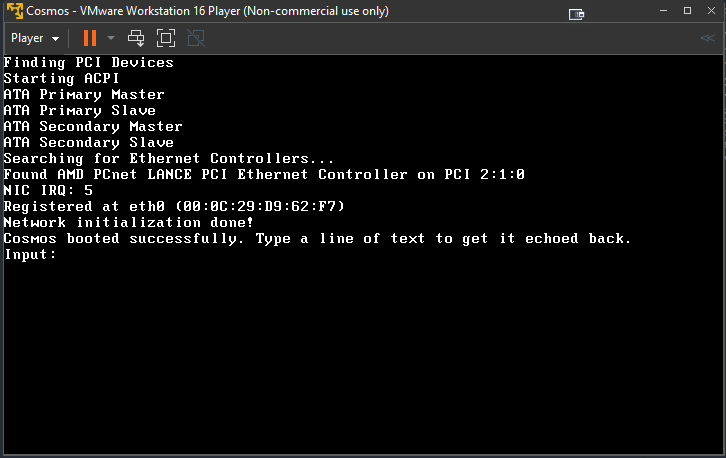 Cosmos - VMware Workstation 16 Player (Non-commercial use only)
Player
Finding PCI Devices
Starting ACPI
ATA Primary Master
ATA Primary Slave
ATA Secondary Master
ATA Secondary Slave
Searching for Ethernet Controllers...
Found AMD PCnet LANCE PCI Ethernet Controller on PCI 2:1:0
NIC IRQ: 5
Registered at eth0 (00:0C:29:D9:62:F7)
Network initialization done!
Cosmos booted successfully. Type a line of text to get it echoed back.
Input: